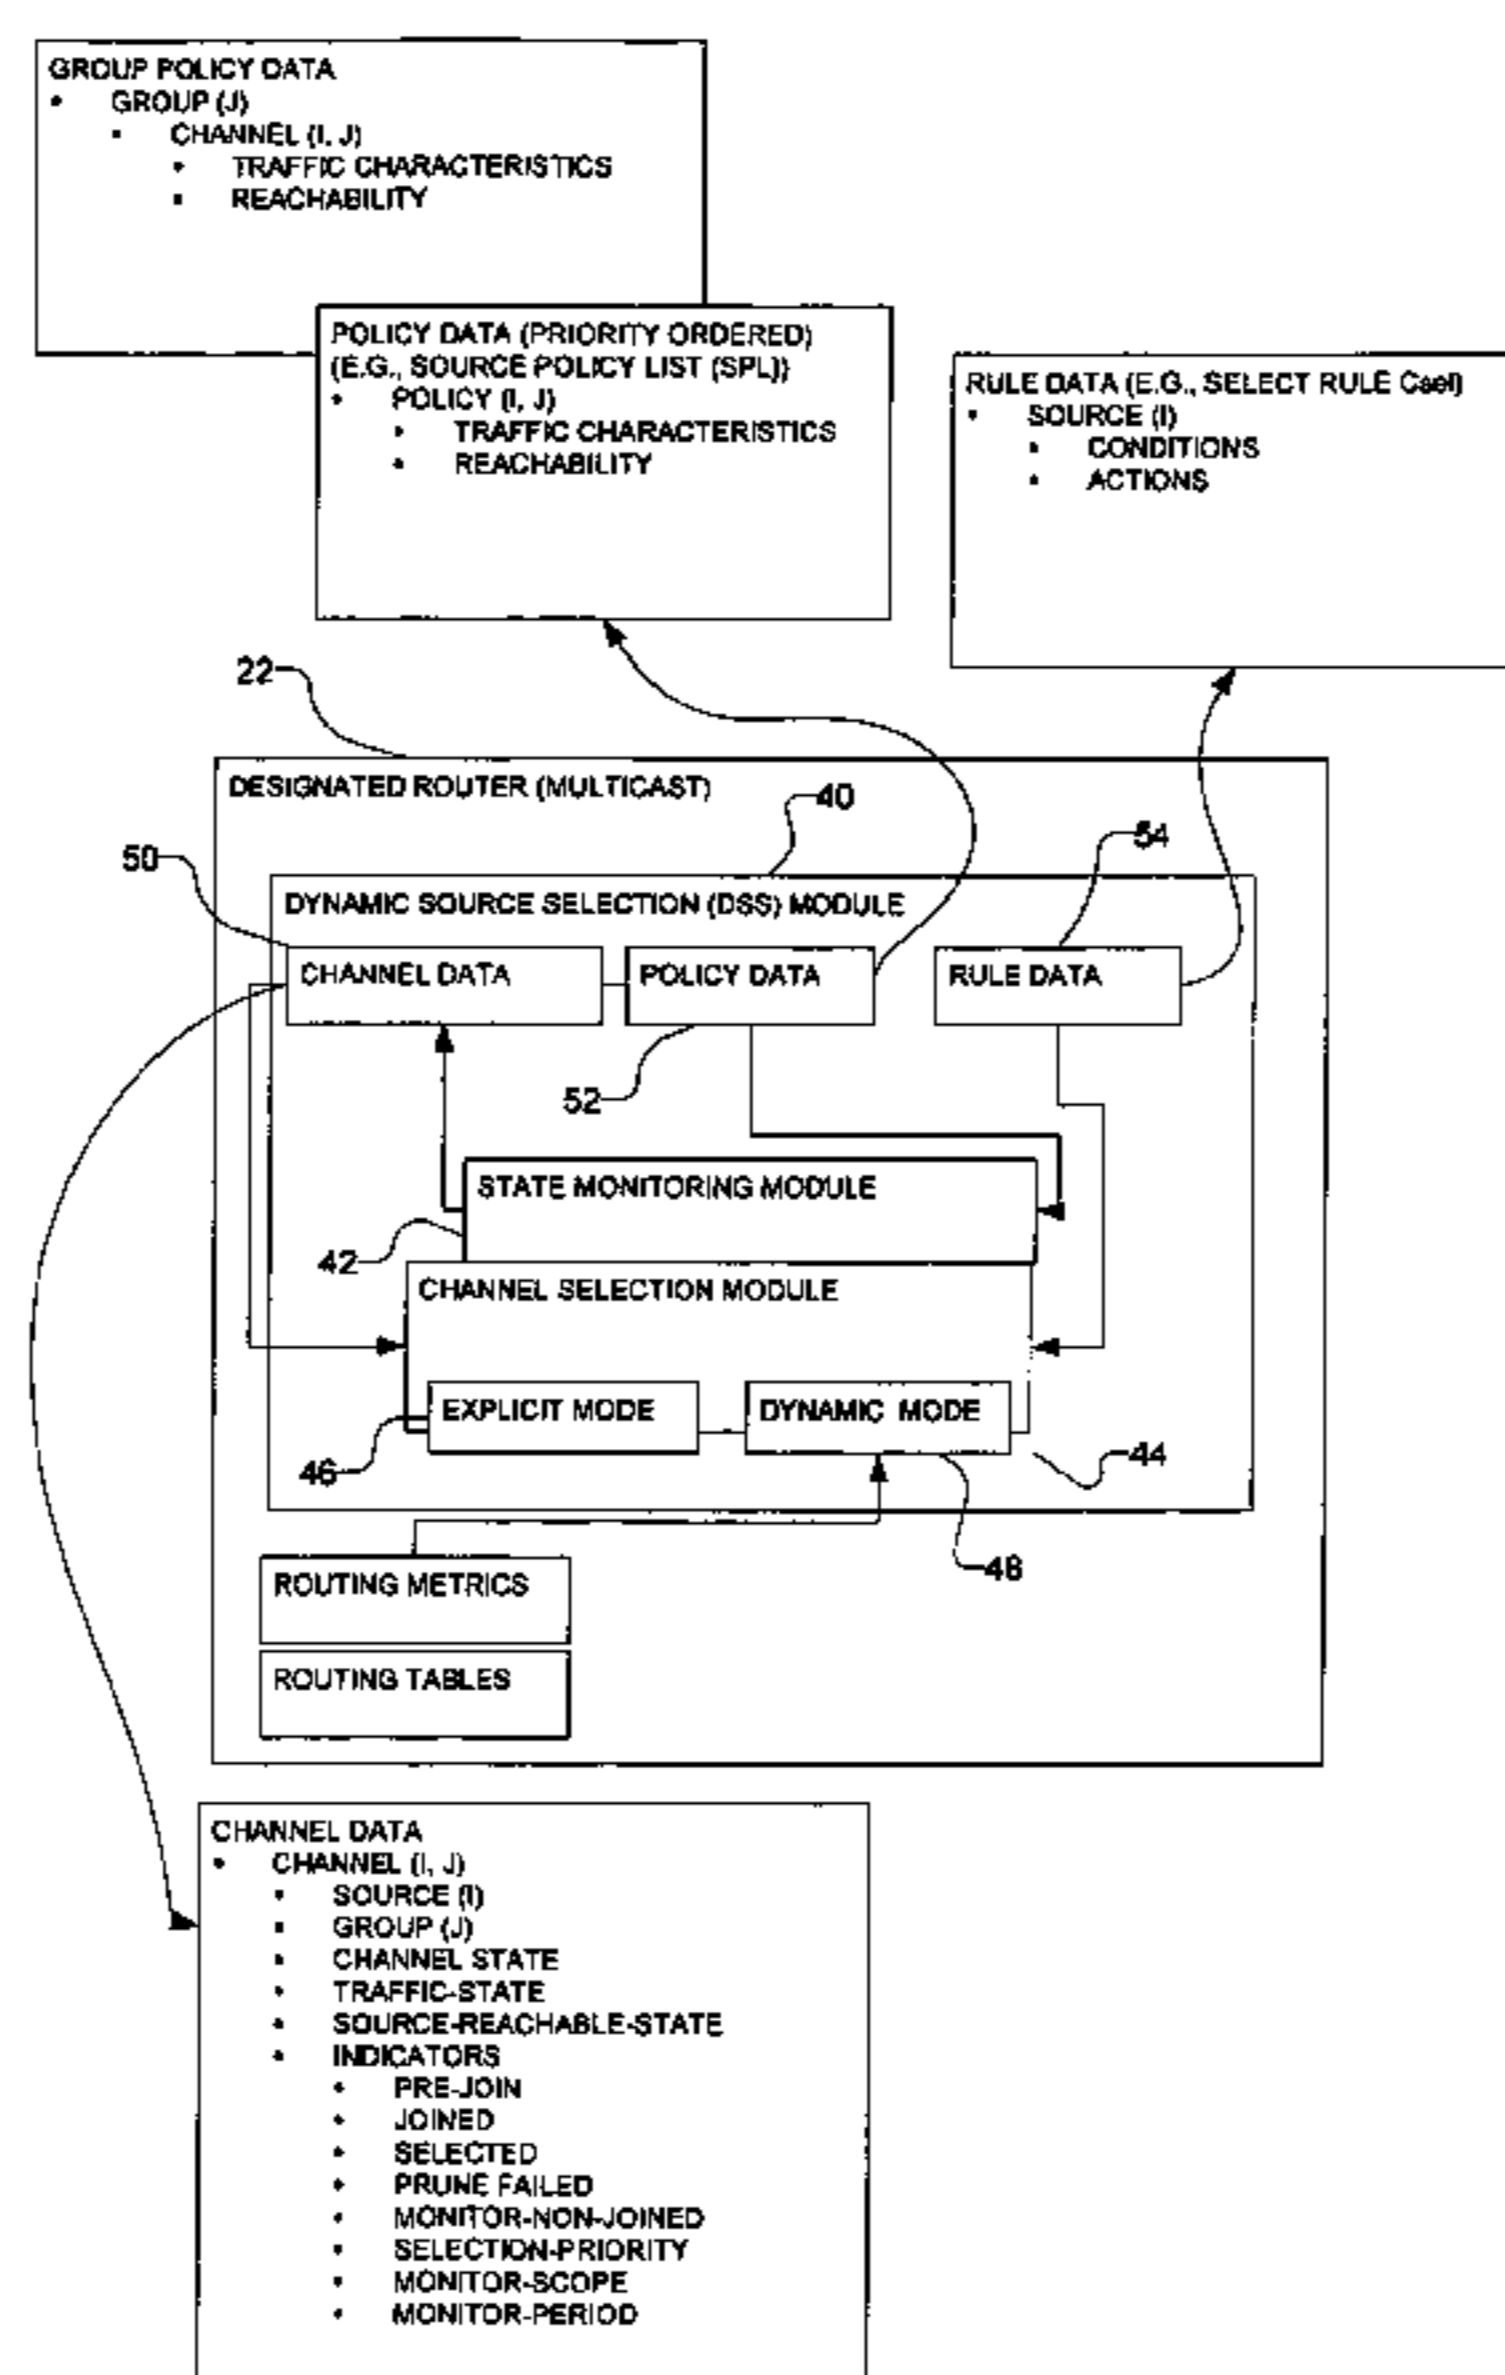 GROUP POLICY DATA
• GROUP (J)
• CHANNEL (I, J)
• TRAFFIC CHARACTERISTICS
• REACHABILITY
POLICY DATA (PRIORITY ORDERED)
(E.G., SOURCE POLICY LIST (SPL))
• POLICY (I, J)
• TRAFFIC CHARACTERISTICS
• REACHABILITY
RULE DATA (E.G., SELECT RULE Cael)
• SOURCE (I)
• CONDITIONS
• ACTIONS
22
DESIGNATED ROUTER (MULTICAST)
40
54
50
DYNAMIC SOURCE SELECTION (DSS) MODULE
CHANNEL DATA
POLICY DATA
RULE DATA
52
STATE MONITORING MODULE
42
CHANNEL SELECTION MODULE
EXPLICIT MODE
DYNAMIC MODE
46
44
48
ROUTING METRICS
ROUTING TABLES
CHANNEL DATA
• CHANNEL (I, J)
• SOURCE (I)
• GROUP (J)
• CHANNEL STATE
• TRAFFIC-STATE
• SOURCE-REACHABLE-STATE
• INDICATORS
• PRE-JOIN
• JOINED
• SELECTED
• PRUNE FAILED
• MONITOR-NON-JOINED
• SELECTION-PRIORITY
• MONITOR-SCOPE
• MONITOR-PERIOD